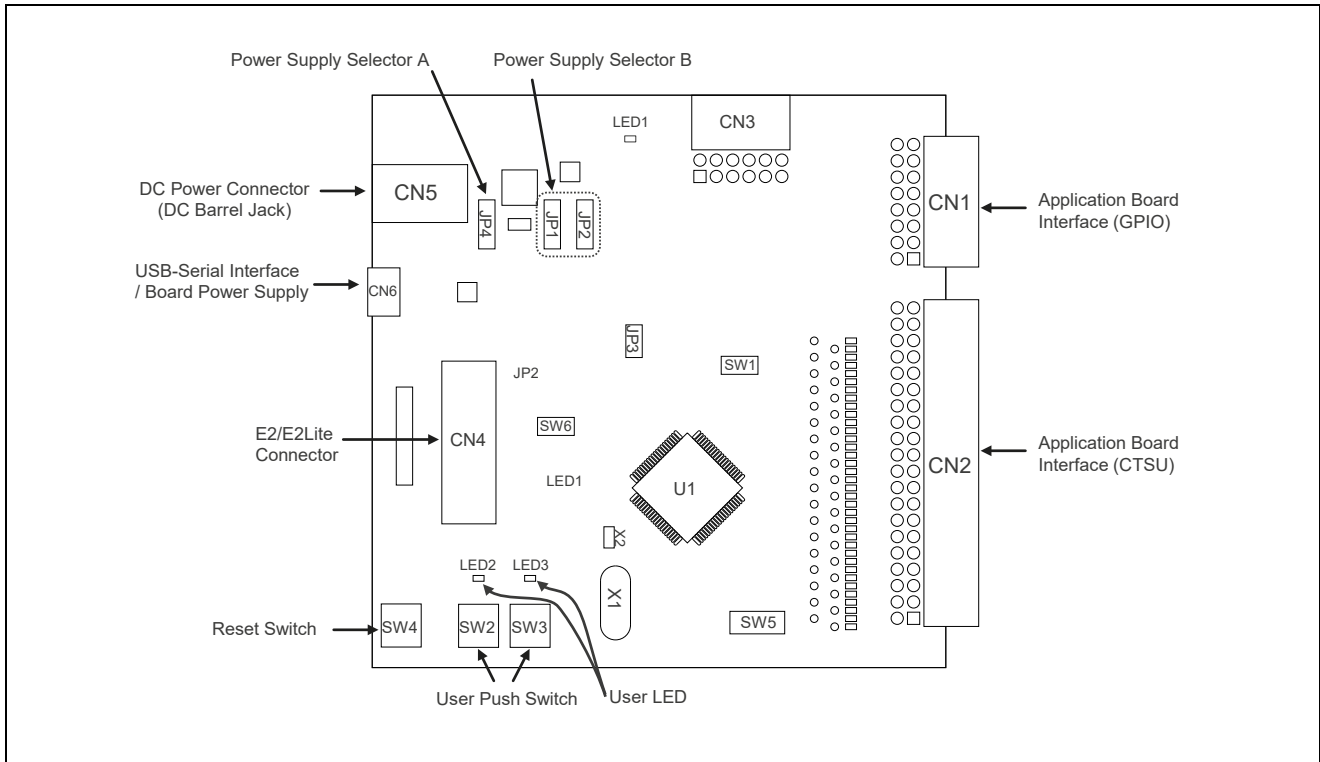 Power Supply Selector A
Power Supply Selector B
LED1
CN3
DC Power Connector
(DC Barrel Jack)
CN5
JP4
JP1
JP2
CN1
Application Board
Interface (GPIO)
USB-Serial Interface
/ Board Power Supply
CN6
JP3
SW1
JP2
E2/E2Lite
Connector
CN4
SW6
LED1
U1
CN2
Application Board
Interface (CTSU)
X2
LED2
LED3
X1
Reset Switch
SW4
SW2
SW3
SW5
User Push Switch
User LED